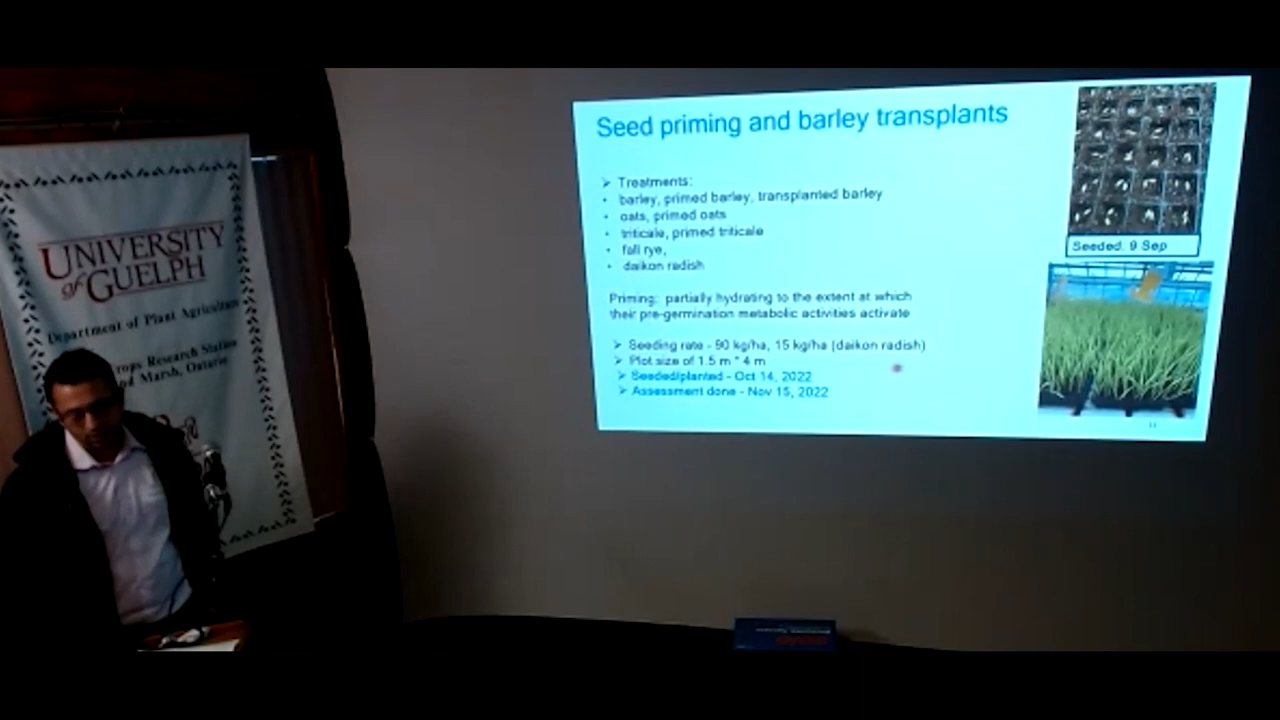 UNIVERSITY
of GUELPH
Department of Plant Agriculture
Crops Research Station
Marsh, Ontario
Seed priming and barley transplants
➢ Treatments:
• barley, primed barley, transplanted barley
• oats, primed oats
• triticale, primed triticale
• fall rye,
• daikon radish
Priming: partially hydrating to the extent at which
their pre-germination metabolic activities activate
➢ Seeding rate - 90 kg/ha, 15 kg/ha (daikon radish)
➢ Plot size of 1.5 m * 4 m
➢ Seeded/planted - Oct 14, 2022
➢ Assessment done - Nov 15, 2022
Seeded: 9 Sep